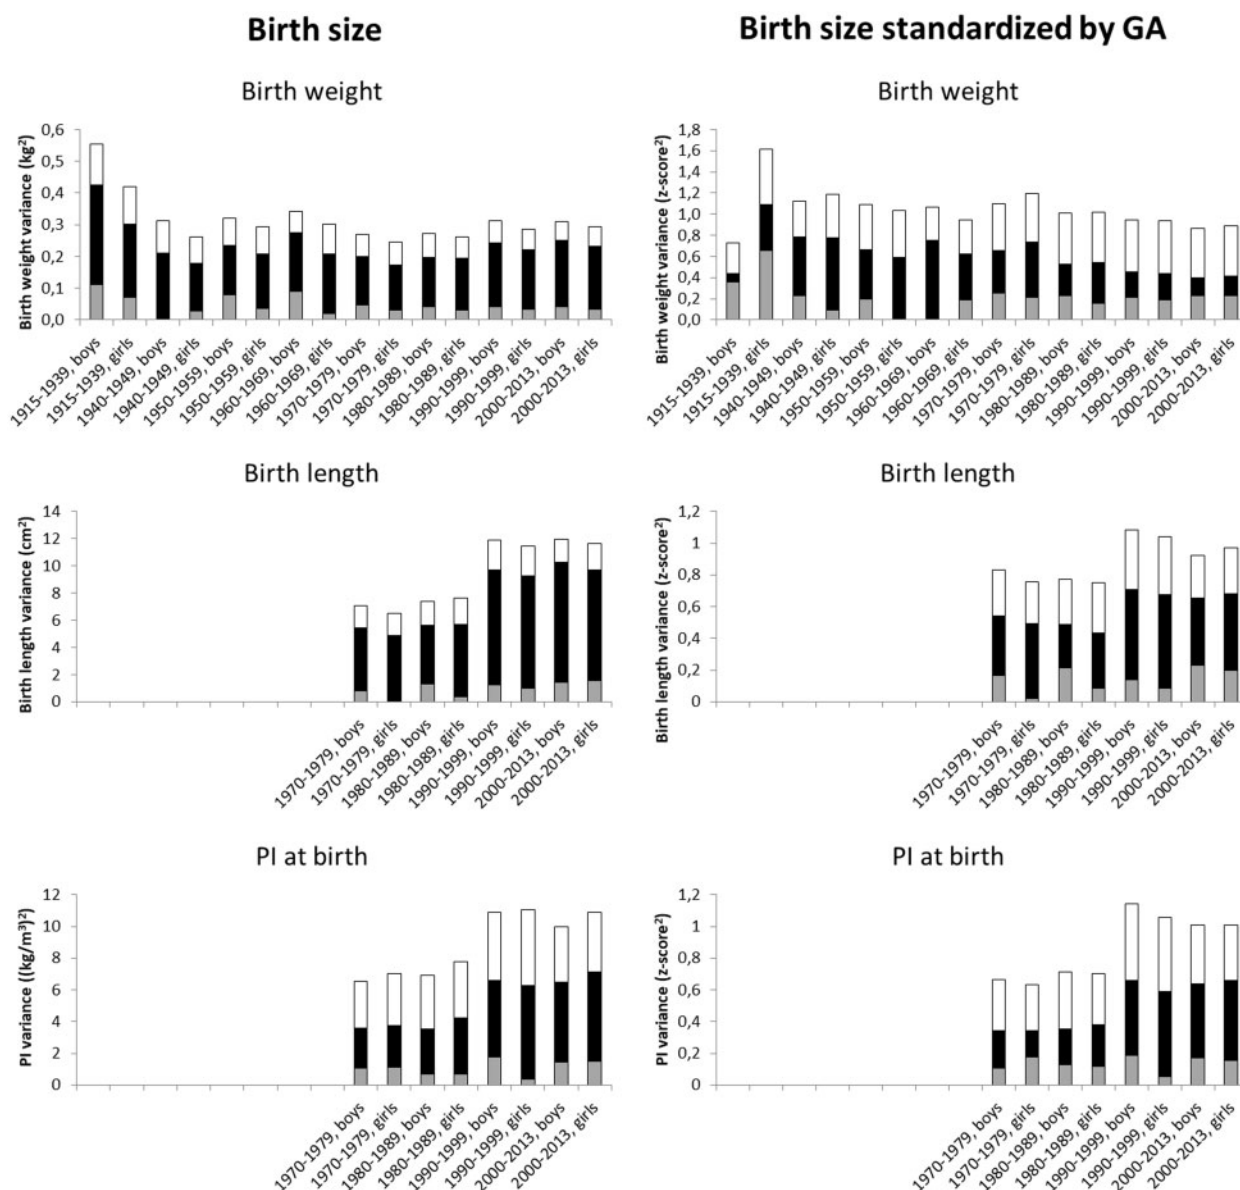 Birth size
Birth size standardized by GA
Birth weight
Birth weight variance (kg²)
0,6
0,5
0,4
0,3
0,2
0,1
0,0
1915-1939, boys
1915-1939, girls
1940-1949, boys
1940-1949, girls
1950-1959, boys
1950-1959, girls
1960-1969, boys
1960-1969, girls
1970-1979, boys
1970-1979, girls
1980-1989, boys
1980-1989, girls
1990-1999, boys
1990-1999, girls
2000-2013, boys
2000-2013, girls
Birth weight
Birth weight variance (z-score²)
1,8
1,6
1,4
1,2
1,0
0,8
0,6
0,4
0,2
0,0
1915-1939, boys
1915-1939, girls
1940-1949, boys
1940-1949, girls
1950-1959, boys
1950-1959, girls
1960-1969, boys
1960-1969, girls
1970-1979, boys
1970-1979, girls
1980-1989, boys
1980-1989, girls
1990-1999, boys
1990-1999, girls
2000-2013, boys
2000-2013, girls
Birth length
Birth length variance (cm²)
14
12
10
8
6
4
2
0
1970-1979, boys
1970-1979, girls
1980-1989, boys
1980-1989, girls
1990-1999, boys
1990-1999, girls
2000-2013, boys
2000-2013, girls
Birth length
Birth length variance (z-score²)
1,2
1
0,8
0,6
0,4
0,2
0
1970-1979, boys
1970-1979, girls
1980-1989, boys
1980-1989, girls
1990-1999, boys
1990-1999, girls
2000-2013, boys
2000-2013, girls
PI at birth
PI variance ((kg/m³)²)
12
10
8
6
4
2
0
1970-1979, boys
1970-1979, girls
1980-1989, boys
1980-1989, girls
1990-1999, boys
1990-1999, girls
2000-2013, boys
2000-2013, girls
PI at birth
PI variance (z-score²)
1,2
1
0,8
0,6
0,4
0,2
0
1970-1979, boys
1970-1979, girls
1980-1989, boys
1980-1989, girls
1990-1999, boys
1990-1999, girls
2000-2013, boys
2000-2013, girls